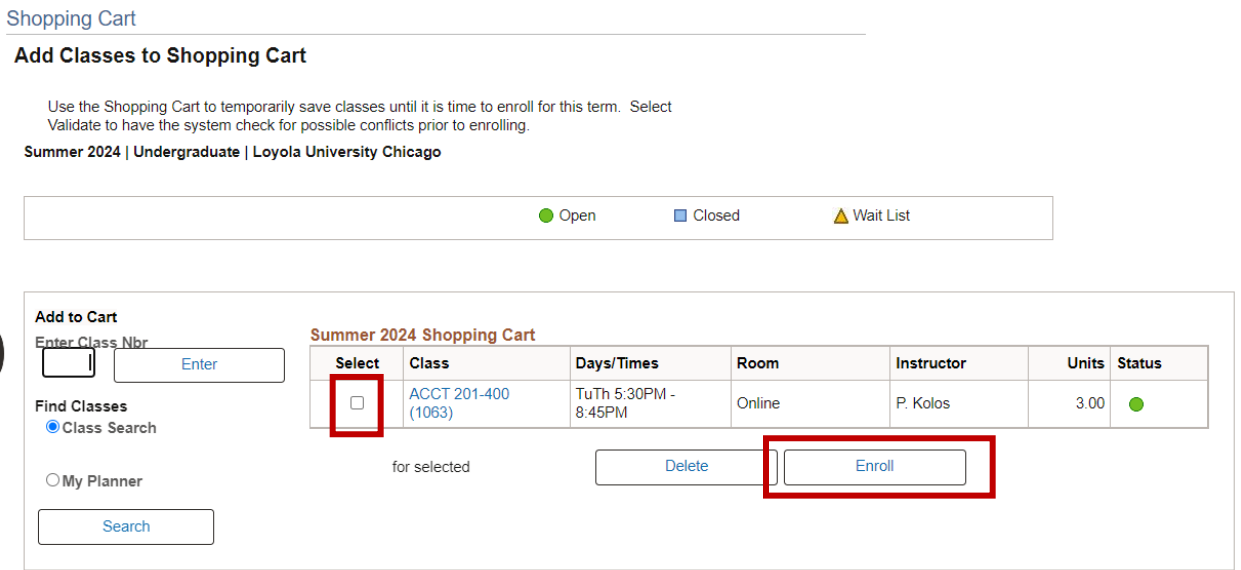 Shopping Cart
Add Classes to Shopping Cart
Use the Shopping Cart to temporarily save classes until it is time to enroll for this term.  Select
Validate to have the system check for possible conflicts prior to enrolling.
Summer 2024 | Undergraduate | Loyola University Chicago
Open Closed Wait List
Add to Cart
Enter Class Nbr
Enter
Find Classes
Class Search
My Planner
Search
Summer 2024 Shopping Cart
Select Class Days/Times Room Instructor Units Status
ACCT 201-400 TuTh 5:30PM - Online P. Kolos 3.00
(1063) 8:45PM
for selected Delete Enroll